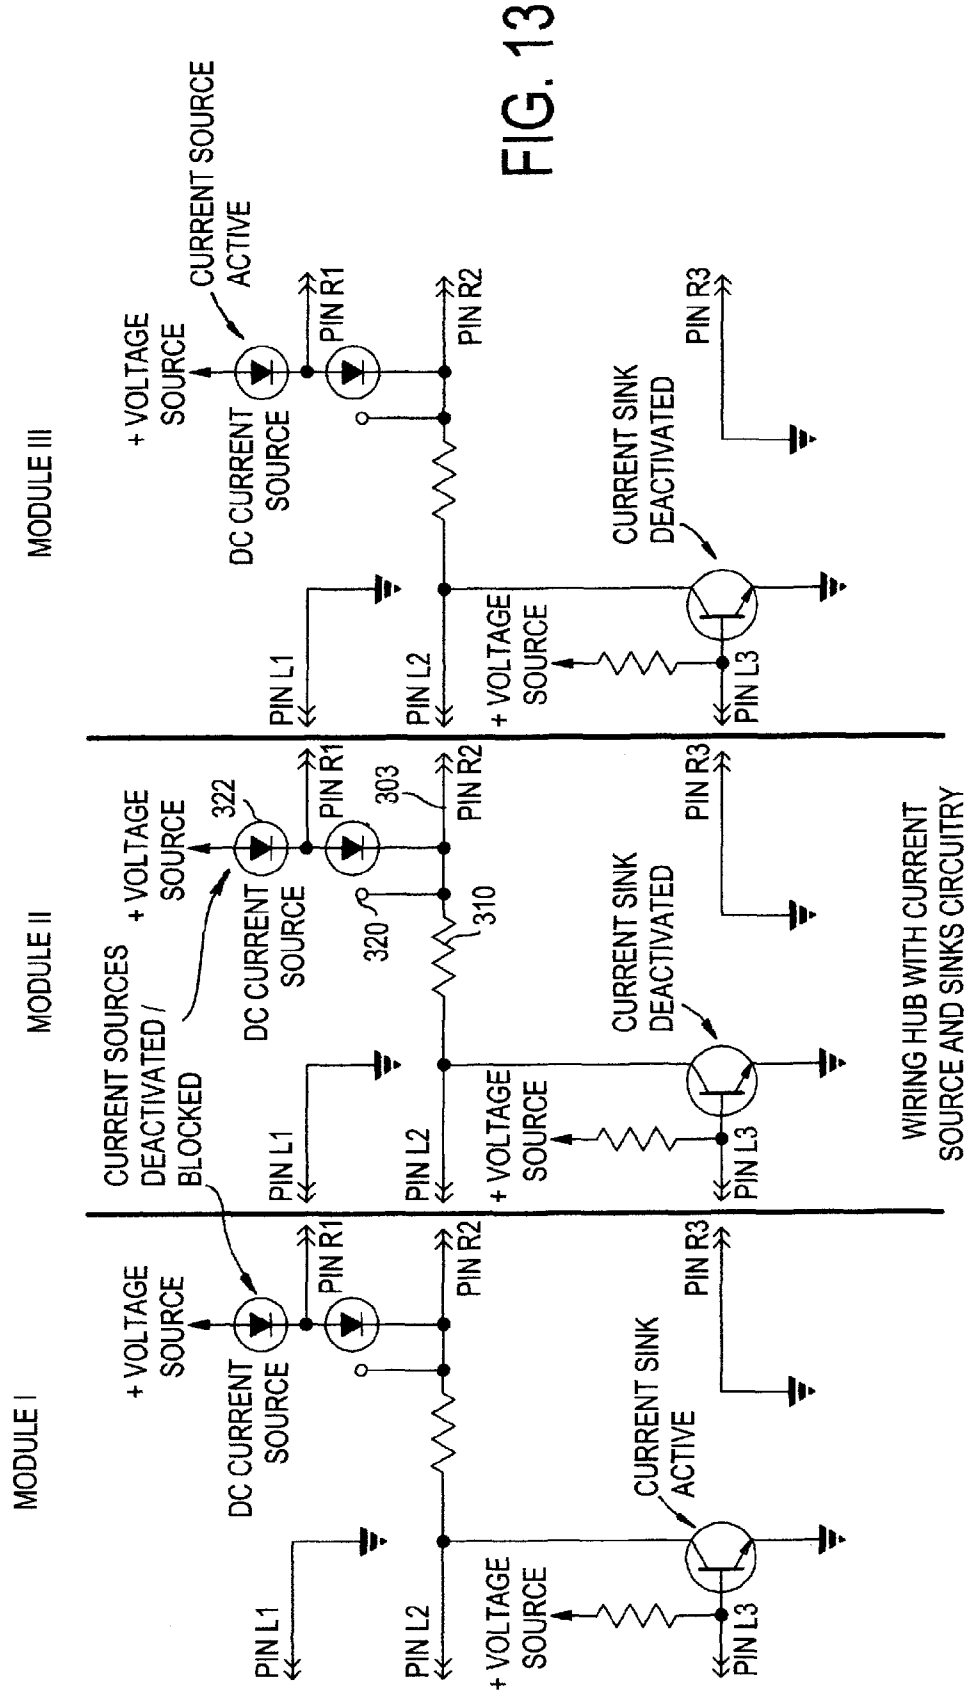 FIG. 13
MODULE I
MODULE II
MODULE III
CURRENT SOURCES
DEACTIVATED /
BLOCKED
+ VOLTAGE
SOURCE
DC CURRENT
SOURCE
PIN L1
PIN R1
PIN L2
PIN R2
+ VOLTAGE
SOURCE
PIN L3
CURRENT SINK
ACTIVE
PIN R3
+ VOLTAGE
SOURCE
322
DC CURRENT
SOURCE
320
PIN L1
PIN R1
303
PIN L2
310
PIN R2
+ VOLTAGE
SOURCE
PIN L3
CURRENT SINK
DEACTIVATED
PIN R3
+ VOLTAGE
SOURCE
CURRENT SOURCE
ACTIVE
DC CURRENT
SOURCE
PIN L1
PIN R1
PIN L2
PIN R2
+ VOLTAGE
SOURCE
PIN L3
CURRENT SINK
DEACTIVATED
PIN R3
WIRING HUB WITH CURRENT
SOURCE AND SINKS CIRCUITRY